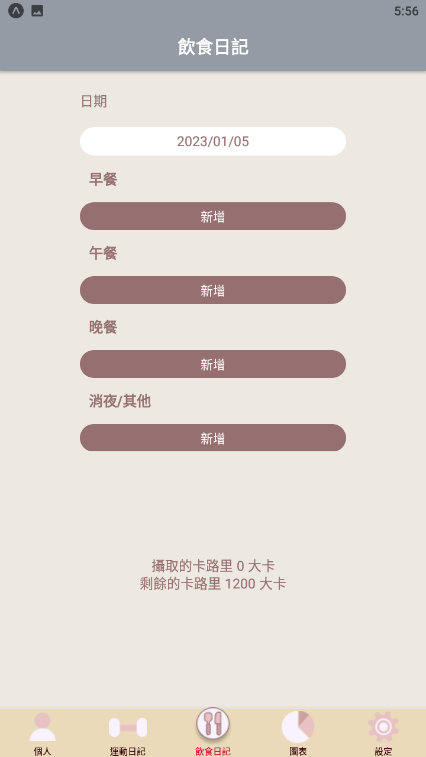 5:56
飲食日記
日期
2023/01/05
早餐
新增
午餐
新增
晚餐
新增
消夜/其他
新增
攝取的卡路里 0 大卡
剩餘的卡路里 1200 大卡
個人
運動日記
飲食日記
圖表
設定